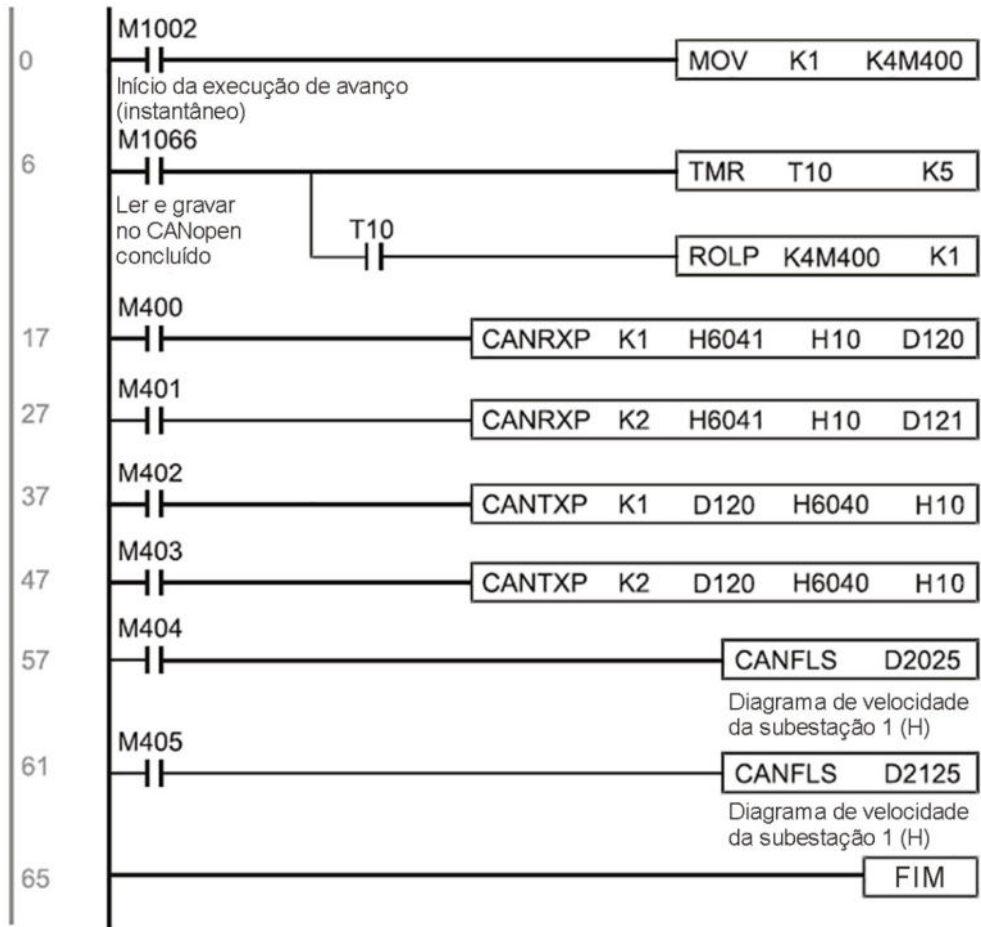 M1002
0 MOV K1 K4M400
Início da execução de avanço
(instantâneo)
M1066
6 TMR T10 K5
Ler e gravar
no CANopen
concluído
T10
ROLP K4M400 K1
M400
17 CANRXP K1 H6041 H10 D120
M401
27 CANRXP K2 H6041 H10 D121
M402
37 CANTXP K1 D120 H6040 H10
M403
47 CANTXP K2 D120 H6040 H10
M404
57 CANFLS D2025
Diagrama de velocidade
da subestação 1 (H)
M405
61 CANFLS D2125
Diagrama de velocidade
da subestação 1 (H)
65 FIM